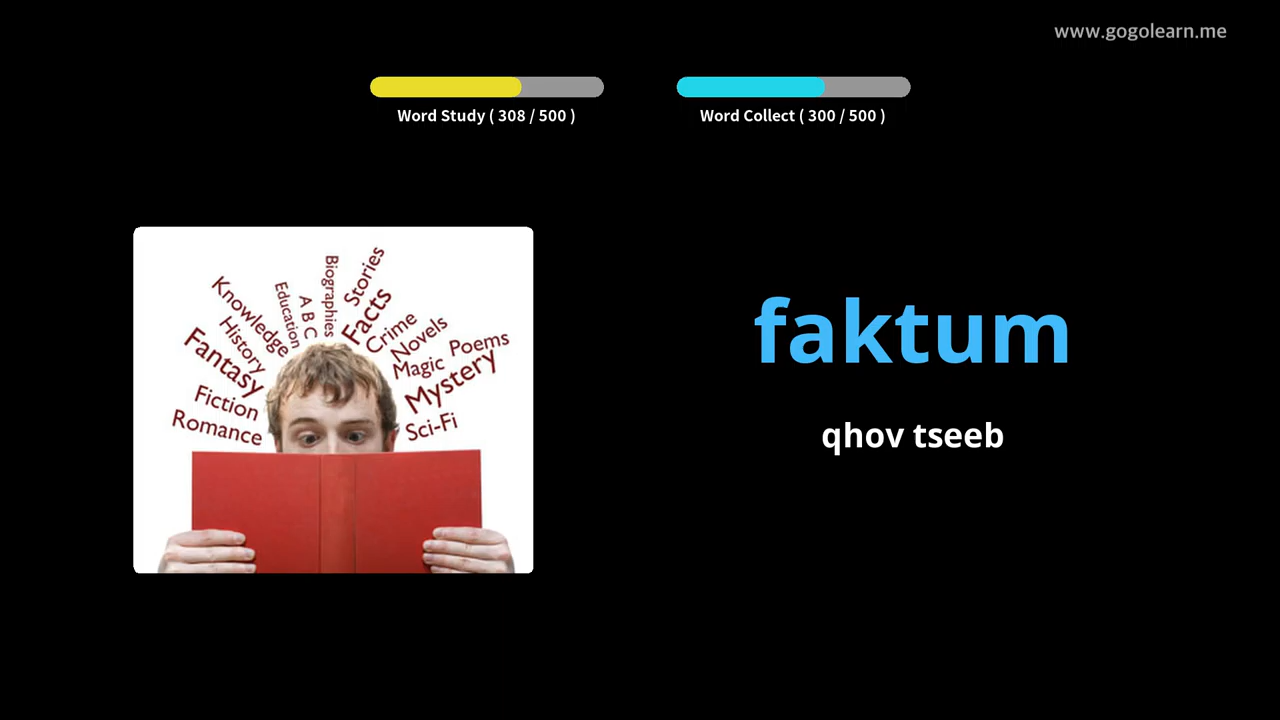 www.gogolearn.me
Word Study ( 308 / 500 )
Word Collect ( 300 / 500 )
Knowledge
Education
A B C
Biographies
Stories
Facts
History
Crime
Novels
Fantasy
Magic
Poems
Mystery
Fiction
Romance
Sci-Fi
faktum
qhov tseeb